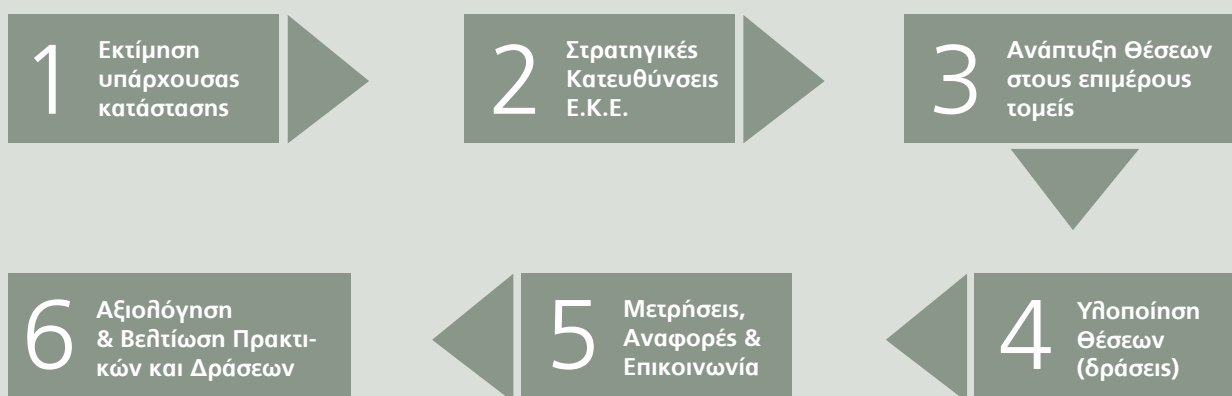 1
Εκτίμηση
υπάρχουσας
κατάστασης
2
Στρατηγικές
Κατευθύνσεις
Ε.Κ.Ε.
3
Ανάπτυξη Θέσεων
στους επιμέρους
τομείς
4
Υλοποίηση
Θέσεων
(δράσεις)
5
Μετρήσεις,
Αναφορές &
Επικοινωνία
6
Αξιολόγηση
& Βελτίωση Πρακτι-
κών και Δράσεων